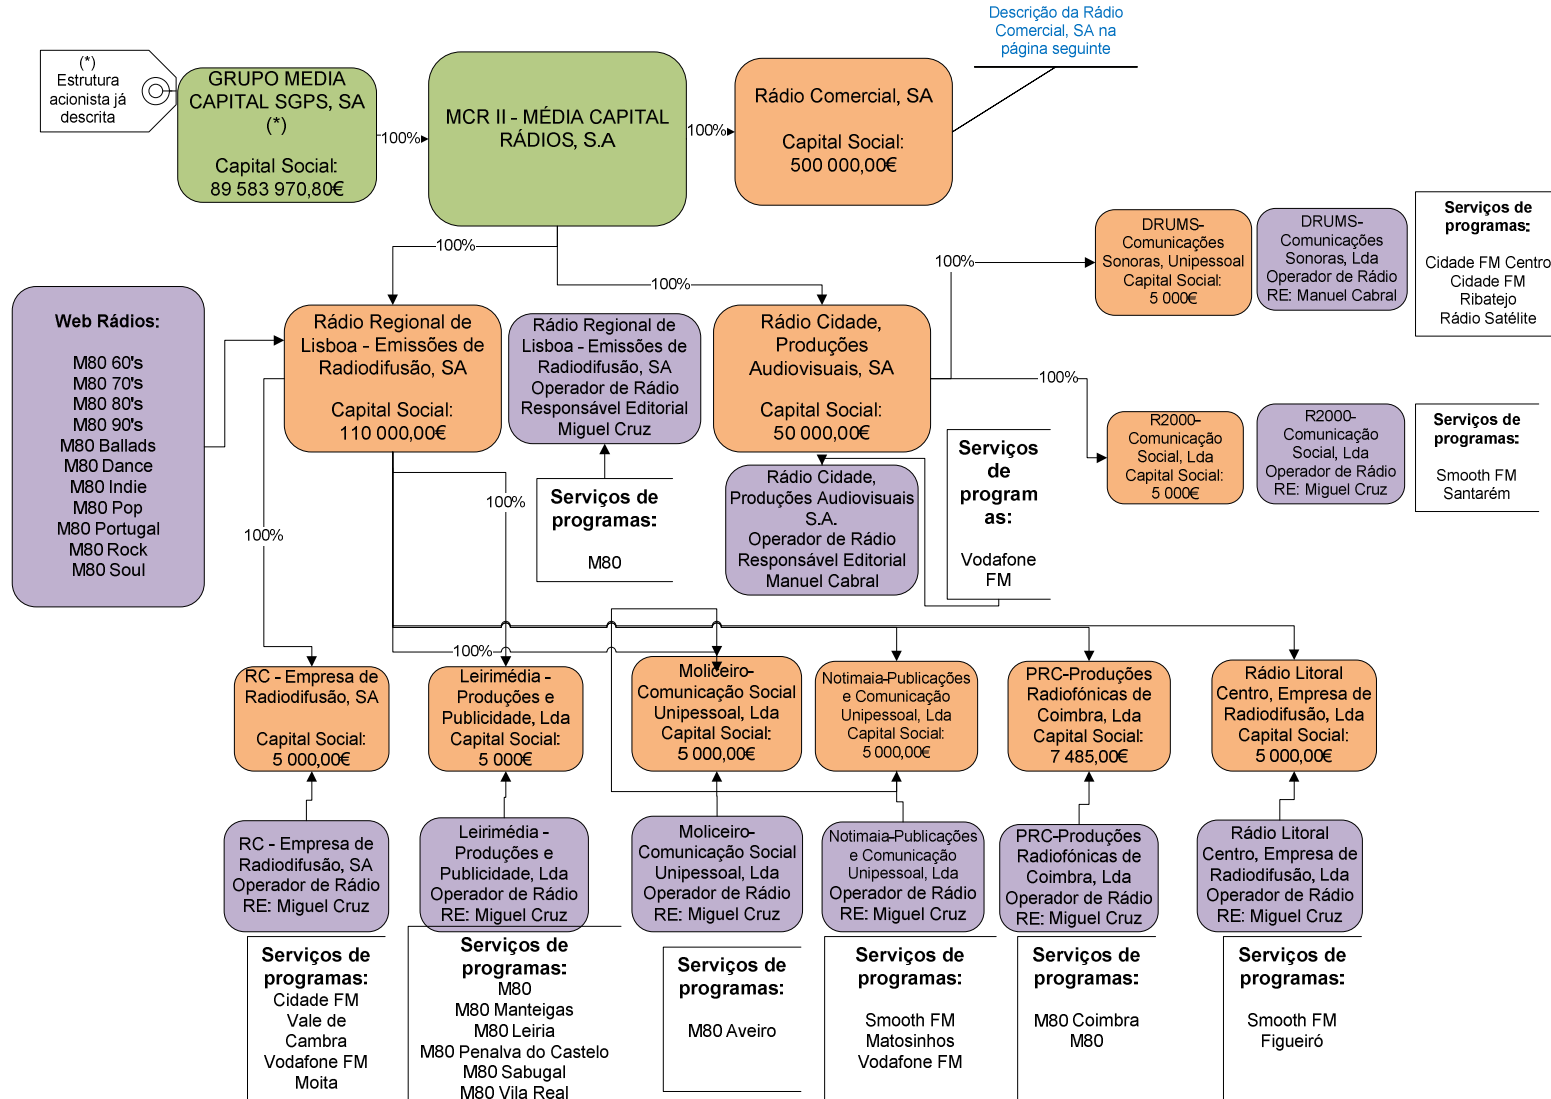 Descrição da Rádio
Comercial, SA na
página seguinte
(*)
Estrutura
acionista já
descrita
GRUPO MEDIA
CAPITAL SGPS, SA
(*)
Capital Social:
89 583 970,80€
100%
MCR II - MÉDIA CAPITAL
RÁDIOS, S.A
100%
Rádio Comercial, SA
Capital Social:
500 000,00€
100%
100%
100%
DRUMS-
Comunicações
Sonoras, Unipessoal
Capital Social:
5 000€
DRUMS-
Comunicações
Sonoras, Lda
Operador de Rádio
RE: Manuel Cabral
Serviços de
programas:
Cidade FM Centro
Cidade FM
Ribatejo
Rádio Satélite
Web Rádios:
M80 60's
M80 70's
M80 80's
M80 90's
M80 Ballads
M80 Dance
M80 Indie
M80 Pop
M80 Portugal
M80 Rock
M80 Soul
Rádio Regional de
Lisboa - Emissões de
Radiodifusão, SA
Capital Social:
110 000,00€
Rádio Regional de
Lisboa - Emissões de
Radiodifusão, SA
Operador de Rádio
Responsável Editorial
Miguel Cruz
Rádio Cidade,
Produções
Audiovisuais, SA
Capital Social:
50 000,00€
100%
R2000-
Comunicação
Social, Lda
Capital Social:
5 000€
R2000-
Comunicação
Social, Lda
Operador de Rádio
RE: Miguel Cruz
Serviços de
programas:
Smooth FM
Santarém
Serviços de
programas:
M80
Rádio Cidade,
Produções Audiovisuais
S.A.
Operador de Rádio
Responsável Editorial
Manuel Cabral
Serviços
de
program
as:
Vodafone
FM
100%
100%
100%
RC - Empresa de
Radiodifusão, SA
Capital Social:
5 000,00€
Leirimédia -
Produções e
Publicidade, Lda
Capital Social:
5 000€
Moliceiro-
Comunicação Social
Unipessoal, Lda
Capital Social:
5 000,00€
Notimaia-Publicações
e Comunicação
Unipessoal, Lda
Capital Social:
5 000,00€
PRC-Produções
Radiofónicas de
Coimbra, Lda
Capital Social:
7 485,00€
Rádio Litoral
Centro, Empresa de
Radiodifusão, Lda
Capital Social:
5 000,00€
RC - Empresa de
Radiodifusão, SA
Operador de Rádio
RE: Miguel Cruz
Leirimédia -
Produções e
Publicidade, Lda
Operador de Rádio
RE: Miguel Cruz
Moliceiro-
Comunicação Social
Unipessoal, Lda
Operador de Rádio
RE: Miguel Cruz
Notimaia-Publicações
e Comunicação
Unipessoal, Lda
Operador de Rádio
RE: Miguel Cruz
PRC-Produções
Radiofónicas de
Coimbra, Lda
Operador de Rádio
RE: Miguel Cruz
Rádio Litoral
Centro, Empresa de
Radiodifusão, Lda
Operador de Rádio
RE: Miguel Cruz
Serviços de
programas:
Cidade FM
Vale de
Cambra
Vodafone FM
Moita
Serviços de
programas:
M80
M80 Manteigas
M80 Leiria
M80 Penalva do Castelo
M80 Sabugal
M80 Vila Real
Serviços de
programas:
M80 Aveiro
Serviços de
programas:
Smooth FM
Matosinhos
Vodafone FM
Serviços de
programas:
M80 Coimbra
M80
Serviços de
programas:
Smooth FM
Figueiró